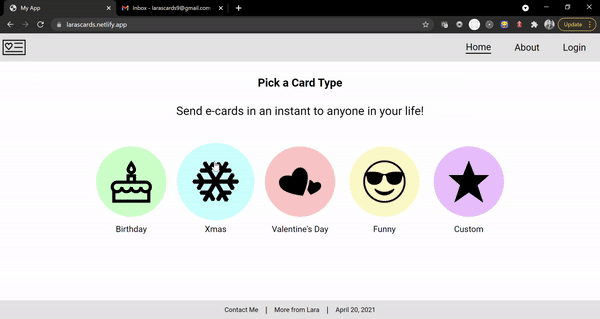 My App
Inbox - larascards9@gmail.com
larascards.netlify.app
Update
Home About Login
Pick a Card Type
Send e-cards in an instant to anyone in your life!
Birthday Xmas Valentine's Day Funny Custom
Contact Me | More from Lara | April 20, 2021